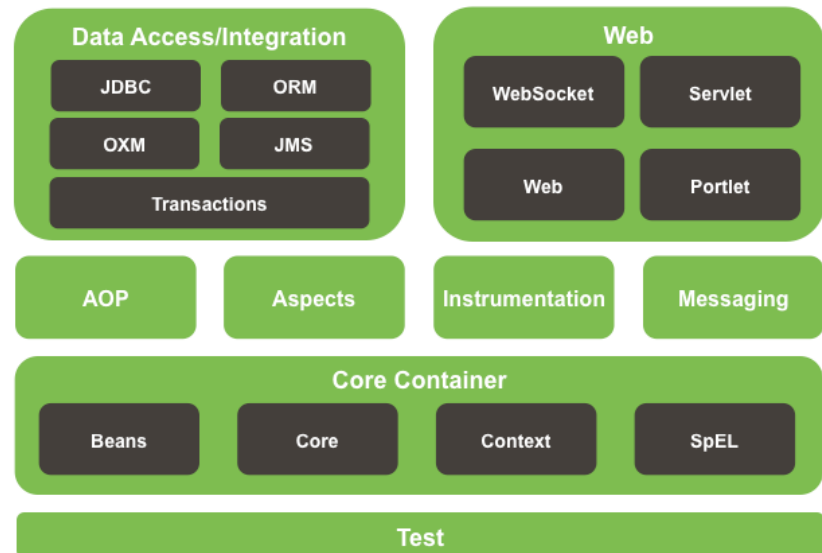 Data Access/Integration
JDBC
ORM
OXM
JMS
Transactions
Web
WebSocket
Servlet
Web
Portlet
AOP
Aspects
Instrumentation
Messaging
Core Container
Beans
Core
Context
SpEL
Test